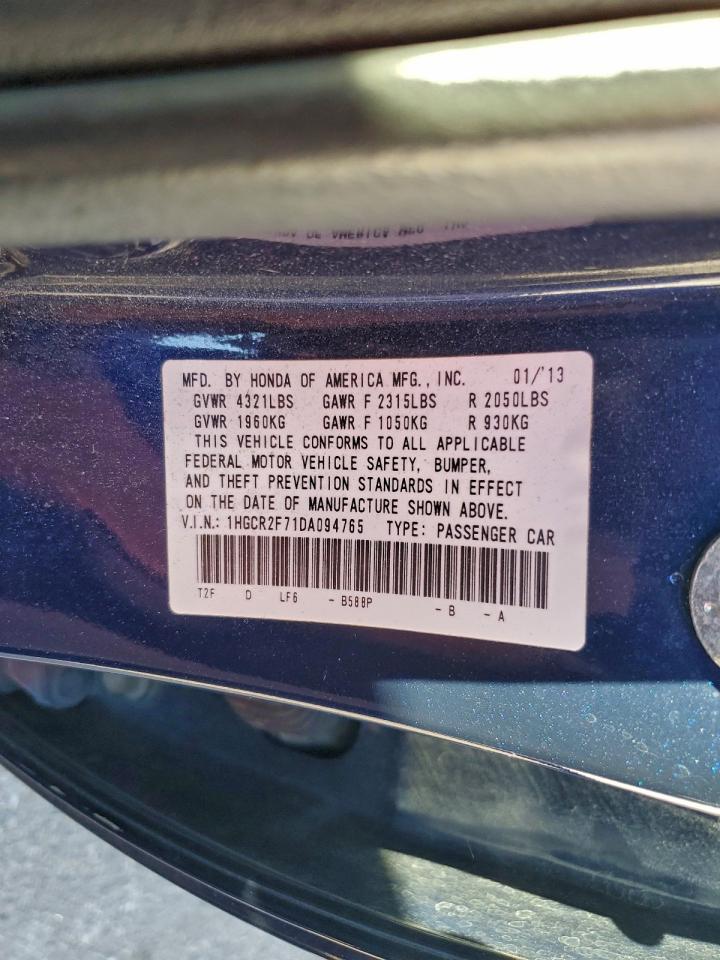 MFD. BY HONDA OF AMERICA MFG., INC. 01/'13
GVWR 4321LBS GAWR F 2315LBS R 2050LBS
GVWR 1960KG GAWR F 1050KG R 930KG
THIS VEHICLE CONFORMS TO ALL APPLICABLE
FEDERAL MOTOR VEHICLE SAFETY, BUMPER,
AND THEFT PREVENTION STANDARDS IN EFFECT
ON THE DATE OF MANUFACTURE SHOWN ABOVE.
V.I.N.: 1HGCR2F71DA094765 TYPE: PASSENGER CAR
T2F D LF6 - B588P - B - A